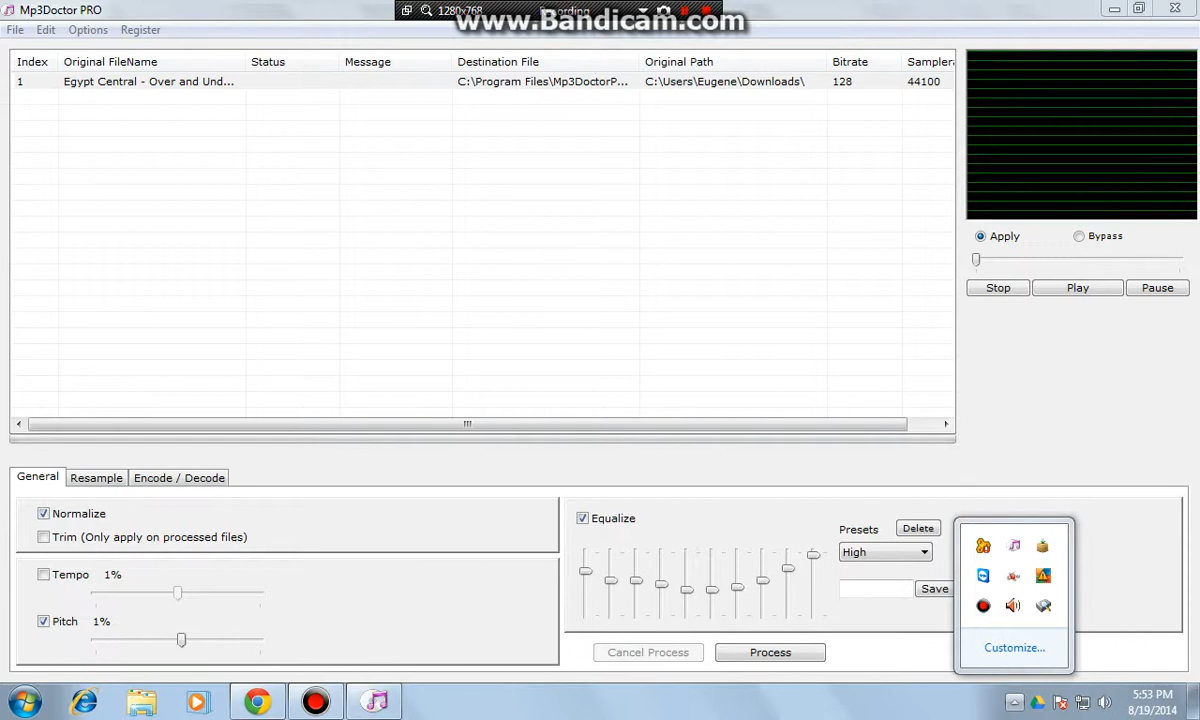 Mp3Doctor PRO
1280x768
Recording
www.Bandicam.com
File Edit Options Register
Index Original FileName Status Message Destination File Original Path Bitrate Sampler
1 Egypt Central - Over and Und... C:\Program Files\Mp3DoctorP... C:\Users\Eugene\Downloads\ 128 44100
Apply Bypass
Stop Play Pause
General Resample Encode / Decode
Normalize
Trim (Only apply on processed files)
Tempo 1%
Pitch 1%
Equalize
Presets Delete
High
Save
Cancel Process Process
Customize...
5:53 PM
8/19/2014